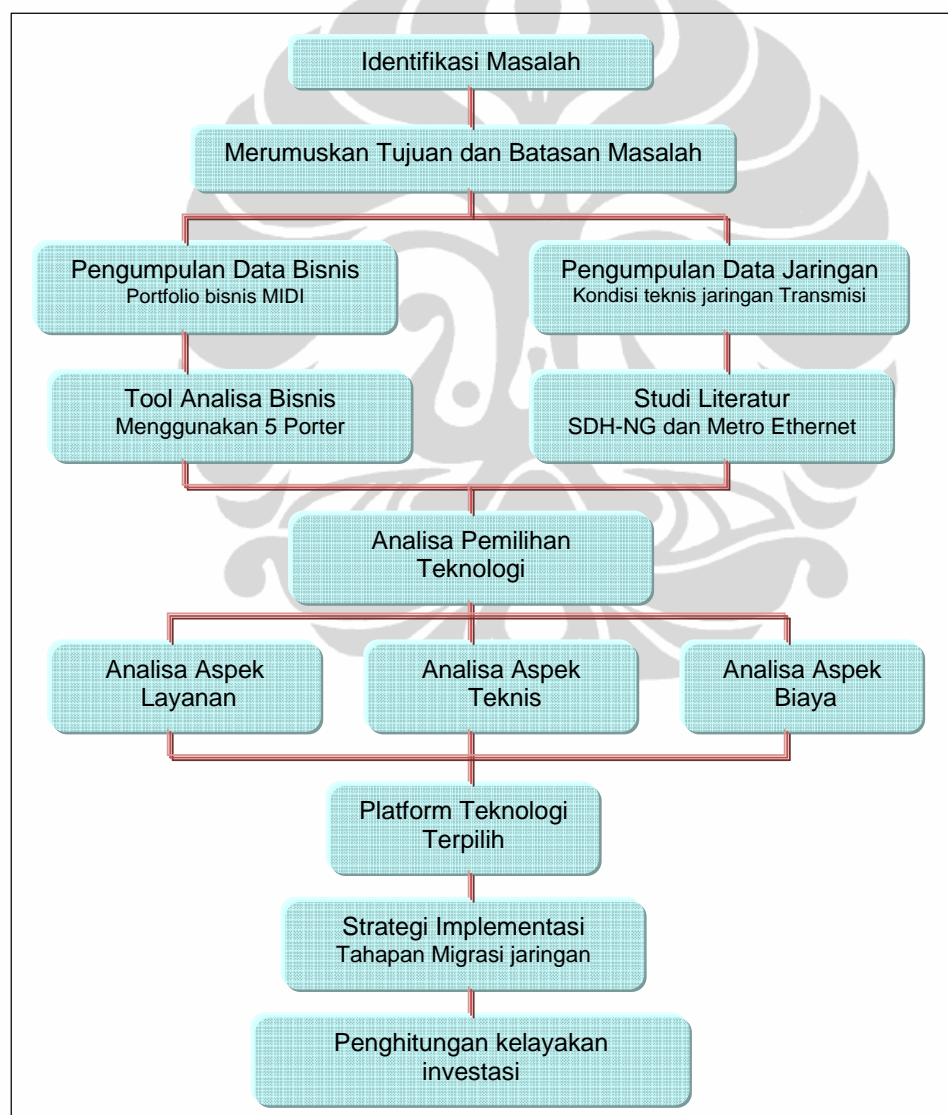 Identifikasi Masalah
Merumuskan Tujuan dan Batasan Masalah
Pengumpulan Data Bisnis
Portfolio bisnis MIDI
Pengumpulan Data Jaringan
Kondisi teknis jaringan Transmisi
Tool Analisa Bisnis
Menggunakan 5 Porter
Studi Literatur
SDH-NG dan Metro Ethernet
Analisa Pemilihan
Teknologi
Analisa Aspek
Layanan
Analisa Aspek
Teknis
Analisa Aspek
Biaya
Platform Teknologi
Terpilih
Strategi Implementasi
Tahapan Migrasi jaringan
Penghitungan kelayakan
investasi